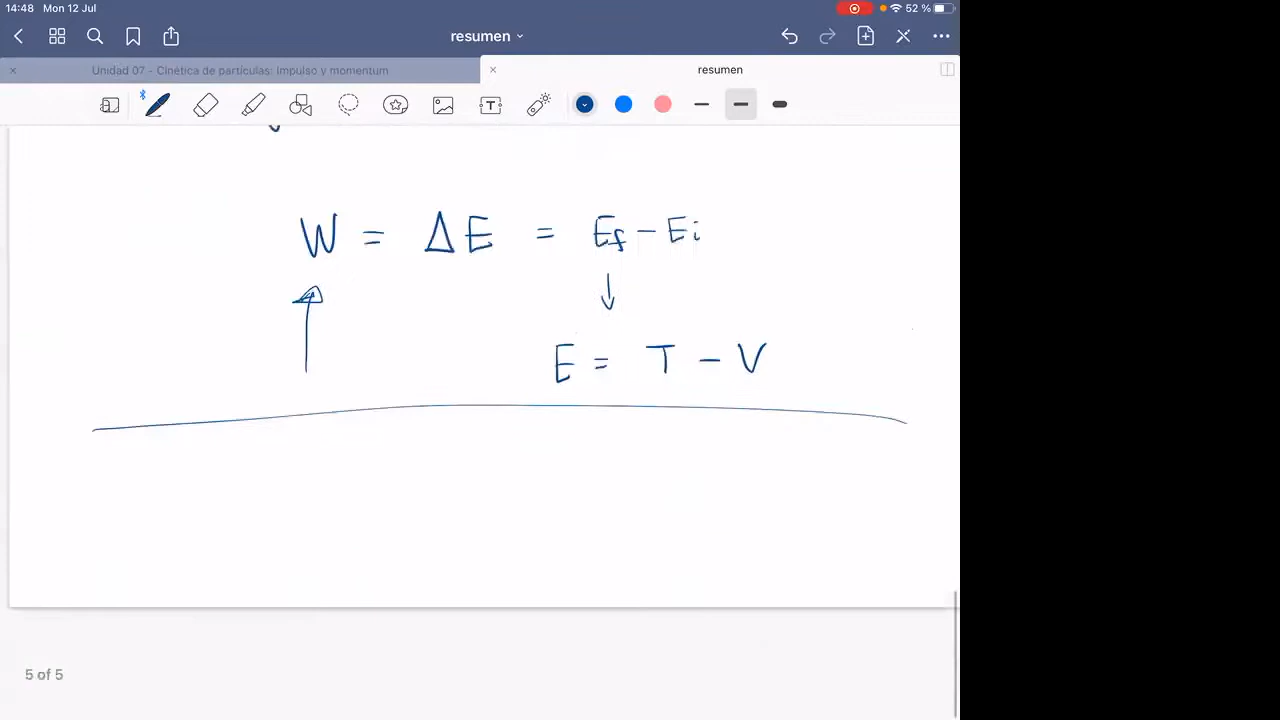 14:48 Mon 12 Jul 52 %
resumen
Unidad 07 - Cinética de partículas: Impulso y momentum
resumen
W = ΔE = Ef - Ei
E = T - V
5 of 5